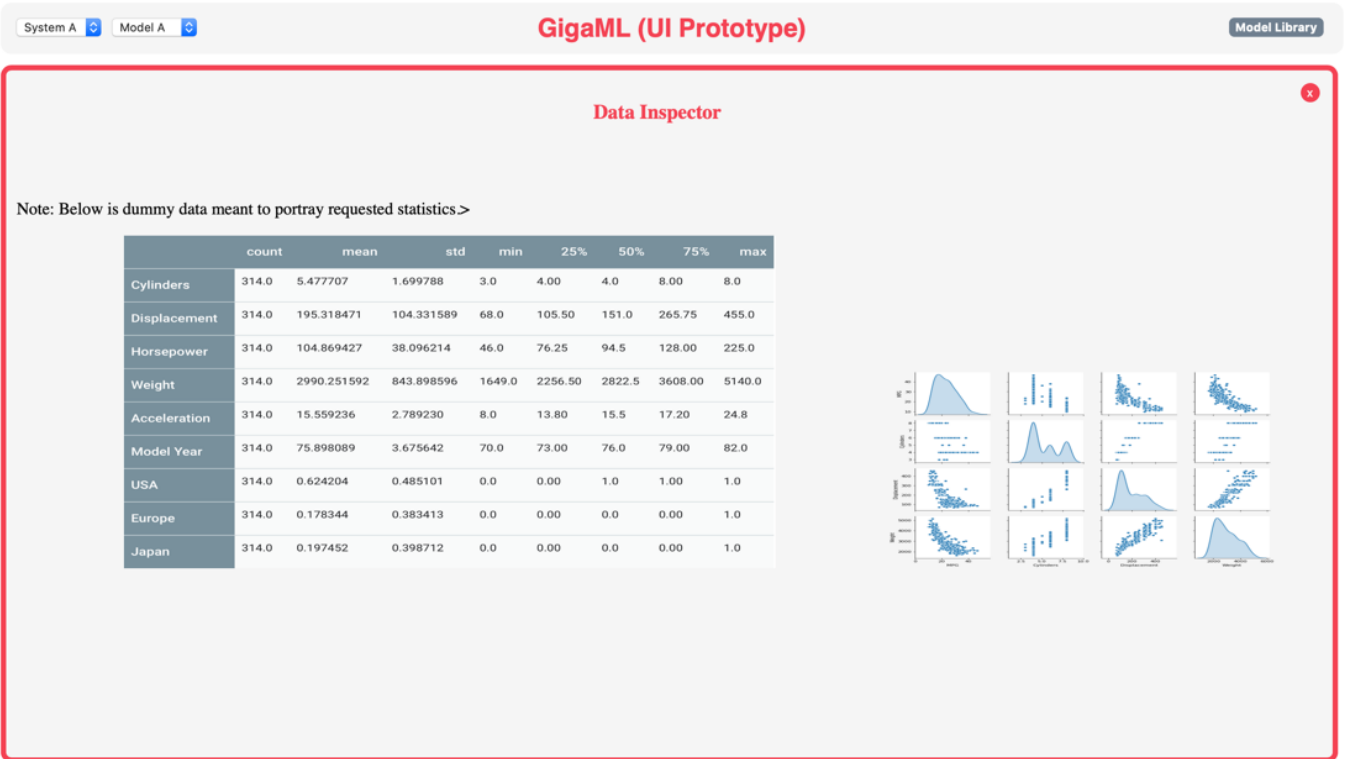 System A
Model A
GigaML (UI Prototype)
Model Library
x
Data Inspector
Note: Below is dummy data meant to portray requested statistics.>
count mean std min 25% 50% 75% max
Cylinders 314.0 5.477707 1.699788 3.0 4.00 4.0 8.00 8.0
Displacement 314.0 195.318471 104.331589 68.0 105.50 151.0 265.75 455.0
Horsepower 314.0 104.869427 38.096214 46.0 76.25 94.5 128.00 225.0
Weight 314.0 2990.251592 843.898596 1649.0 2256.50 2822.5 3608.00 5140.0
Acceleration 314.0 15.559236 2.789230 8.0 13.80 15.5 17.20 24.8
Model Year 314.0 75.898089 3.675642 70.0 73.00 76.0 79.00 82.0
USA 314.0 0.624204 0.485101 0.0 0.00 1.0 1.00 1.0
Europe 314.0 0.178344 0.383413 0.0 0.00 0.0 0.00 1.0
Japan 314.0 0.197452 0.398712 0.0 0.00 0.0 0.00 1.0
MPG
Cylinders
Displacement
Weight
MPG Cylinders Displacement Weight